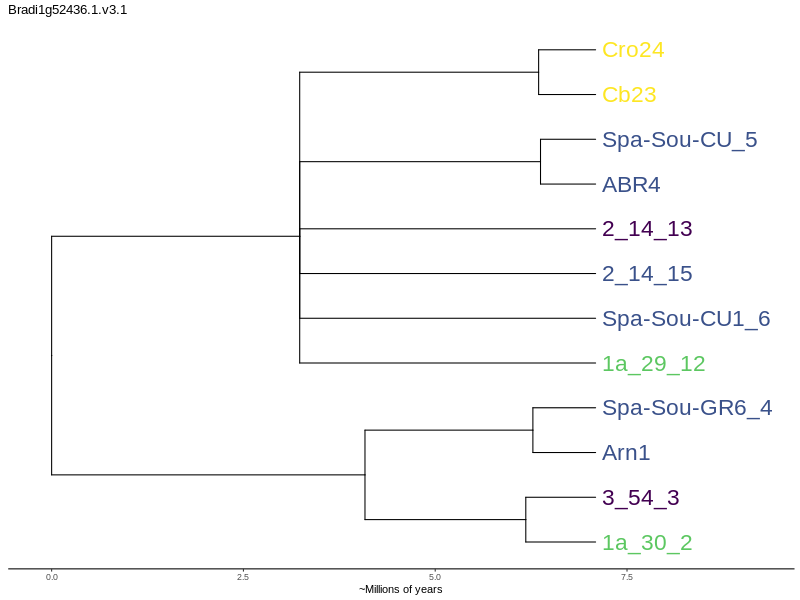 Bradi1g52436.1.v3.1
Cro24
Cb23
Spa-Sou-CU_5
ABR4
2_14_13
2_14_15
Spa-Sou-CU1_6
1a_29_12
Spa-Sou-GR6_4
Arn1
3_54_3
1a_30_2
0.0 2.5 5.0 7.5
~Millions of years